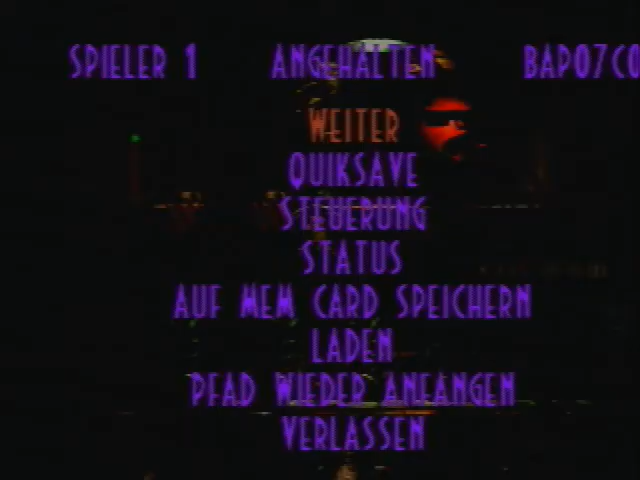 SPIELER 1 ANGEHALTEN BAP07C0
WEITER
QUIKSAVE
STEUERUNG
STATUS
AUF MEM CARD SPEICHERN
LADEN
PFAD WIEDER ANFANGEN
VERLASSEN